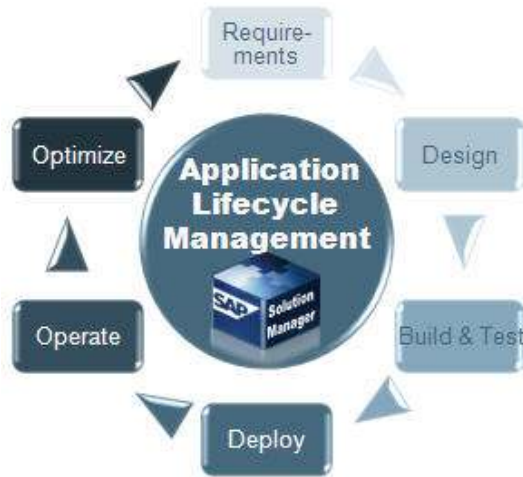 Require-
ments
Design
Build & Test
Deploy
Operate
Optimize
Application
Lifecycle
Management
SAP
Solution
Manager